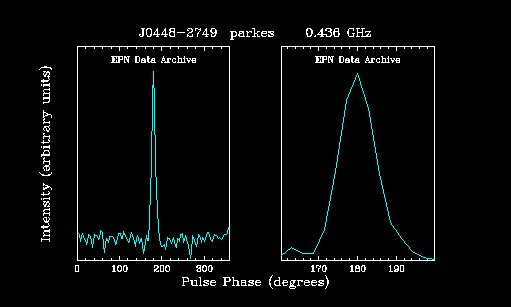 J0448-2749 parkes 0.436 GHz
EPN Data Archive EPN Data Archive
Intensity (arbitrary units)
0 100 200 300 170 180 190
Pulse Phase (degrees)